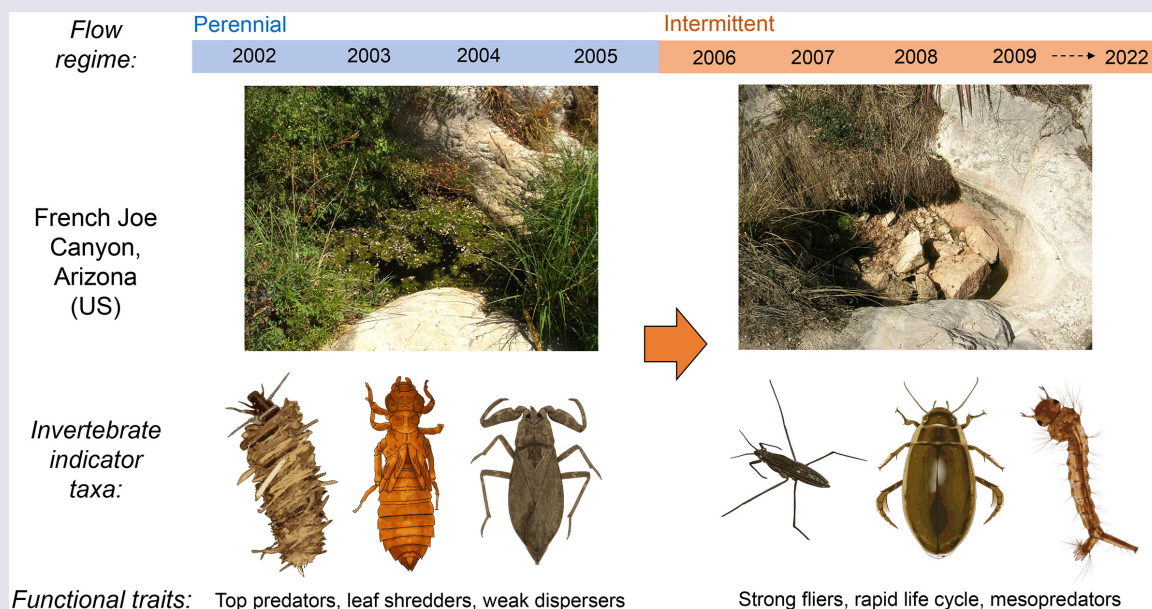 Flow
regime:
Perennial
Intermittent
2002 2003 2004 2005 2006 2007 2008 2009 2022
French Joe
Canyon,
Arizona
(US)
Invertebrate
indicator
taxa:
Functional traits: Top predators, leaf shredders, weak dispersers Strong fliers, rapid life cycle, mesopredators